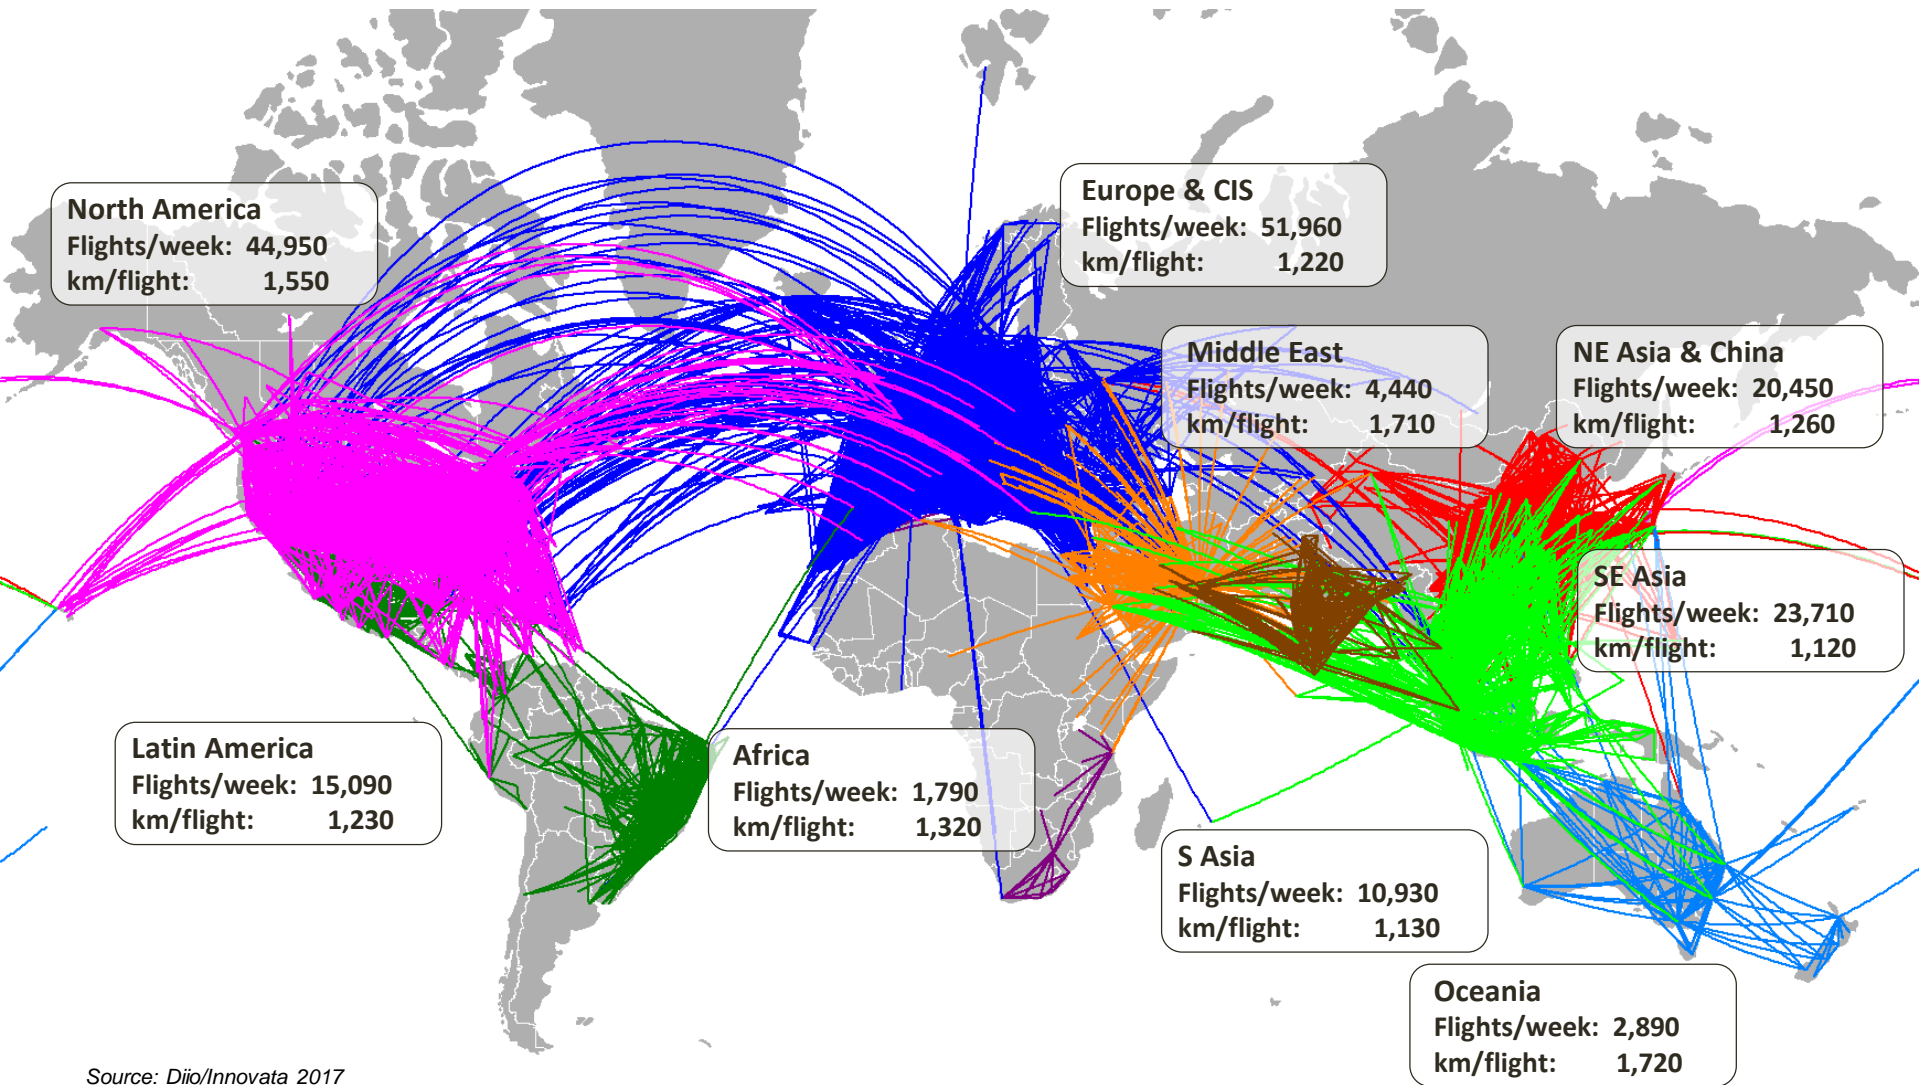 North America
Flights/week: 44,950
km/flight: 1,550
Europe & CIS
Flights/week: 51,960
km/flight: 1,220
Middle East
Flights/week: 4,440
km/flight: 1,710
NE Asia & China
Flights/week: 20,450
km/flight: 1,260
SE Asia
Flights/week: 23,710
km/flight: 1,120
Latin America
Flights/week: 15,090
km/flight: 1,230
Africa
Flights/week: 1,790
km/flight: 1,320
S Asia
Flights/week: 10,930
km/flight: 1,130
Oceania
Flights/week: 2,890
km/flight: 1,720
Source: Diio/Innovata 2017